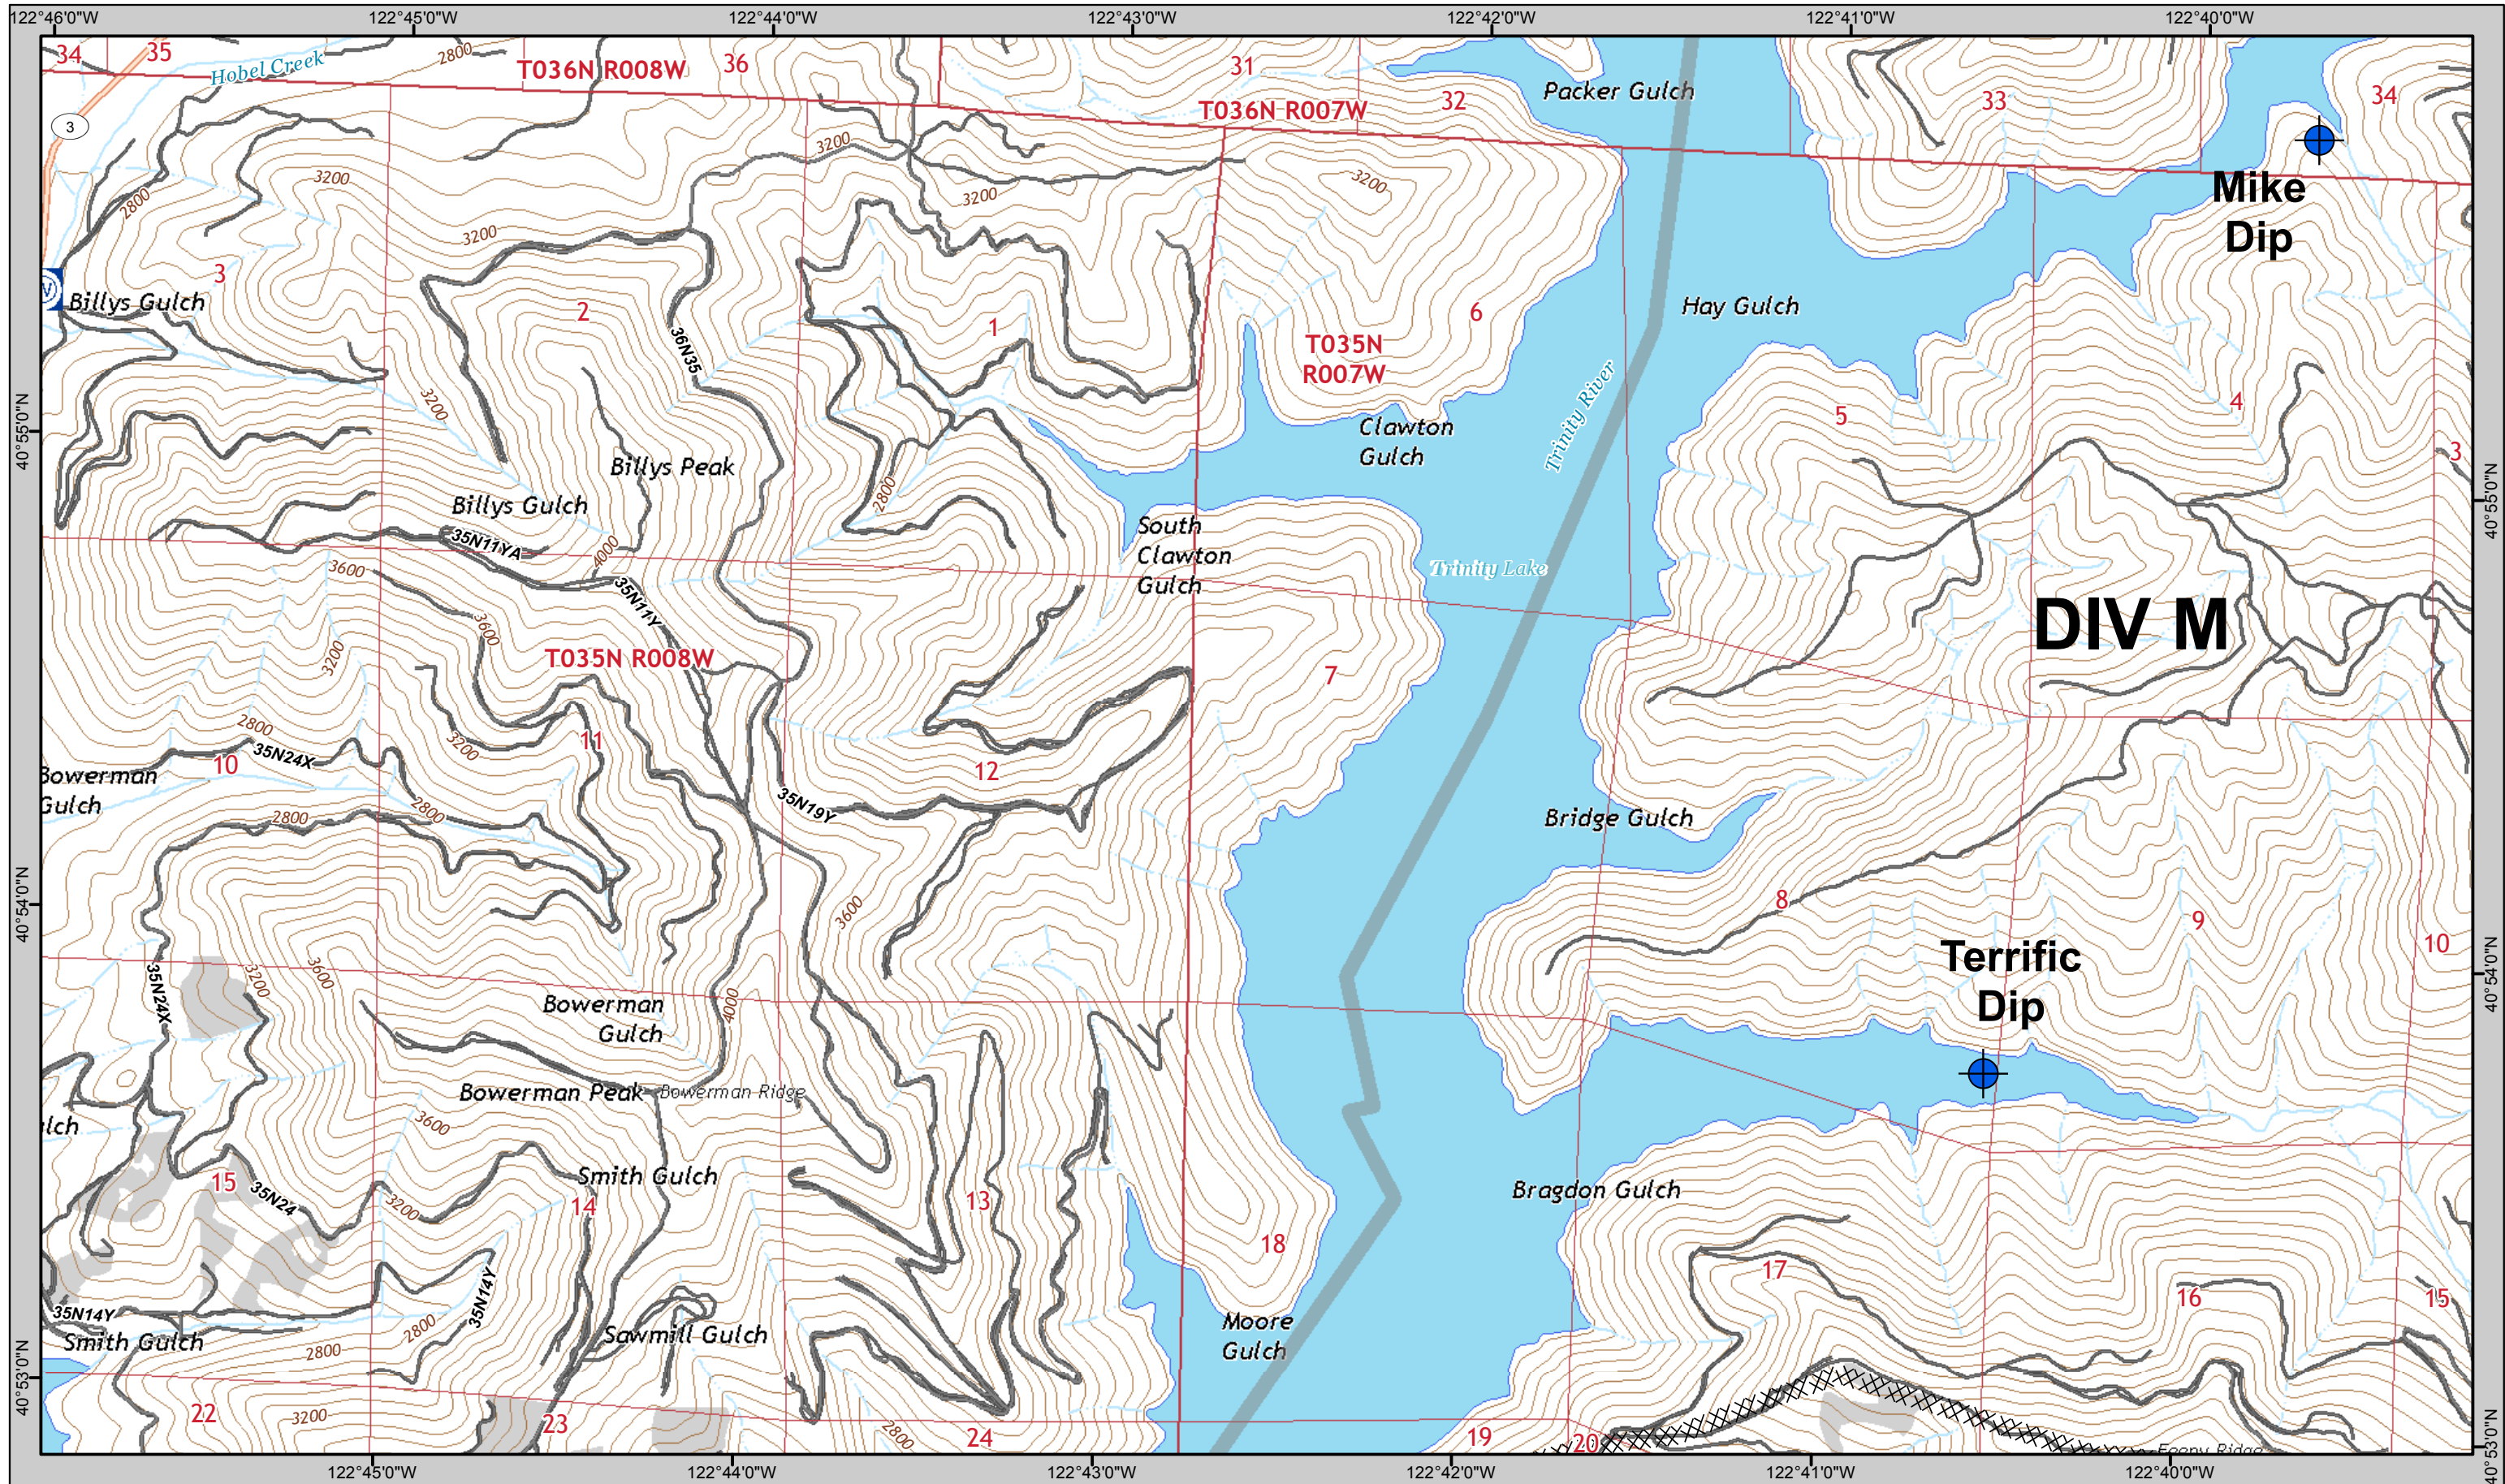 122°46'0"W
122°45'0"W
122°44'0"W
122°43'0"W
122°42'0"W
122°41'0"W
122°40'0"W
34
35
Hobel Creek
2800
T036N R008W
36
31
T036N R007W
32
Packer Gulch
33
34
3
3200
3200
3200
3200
2800
3200
Mike
Dip
3
Billys Gulch
2
36N35
1
6
T035N
R007W
Hay Gulch
Trinity River
5
4
3
3200
Clawton
Gulch
40°55'0"N
40°55'0"N
Billys Peak
Billys Gulch
2800
35N11YA
4000
South
Clawton
Gulch
Trinity Lake
3600
35N11Y
3600
3200
T035N R008W
7
DIV M
2800
35N24X
3200
11
10
12
Bowerman
Gulch
2800
2800
35N19Y
Bridge Gulch
40°54'0"N
40°54'0"N
3600
8
9
10
Terrific
Dip
35N24X
3200
3600
Bowerman
Gulch
4000
Bowerman Peak
Bowerman Ridge
lch
3600
15
35N24
3200
Smith Gulch
14
13
Bragdon Gulch
18
17
16
15
35N14Y
35N14Y
Smith Gulch
2800
2800
Sawmill Gulch
Moore
Gulch
40°53'0"N
40°53'0"N
22
3200
23
2800
24
19
20
Feeny Ridge
122°45'0"W
122°44'0"W
122°43'0"W
122°42'0"W
122°41'0"W
122°40'0"W